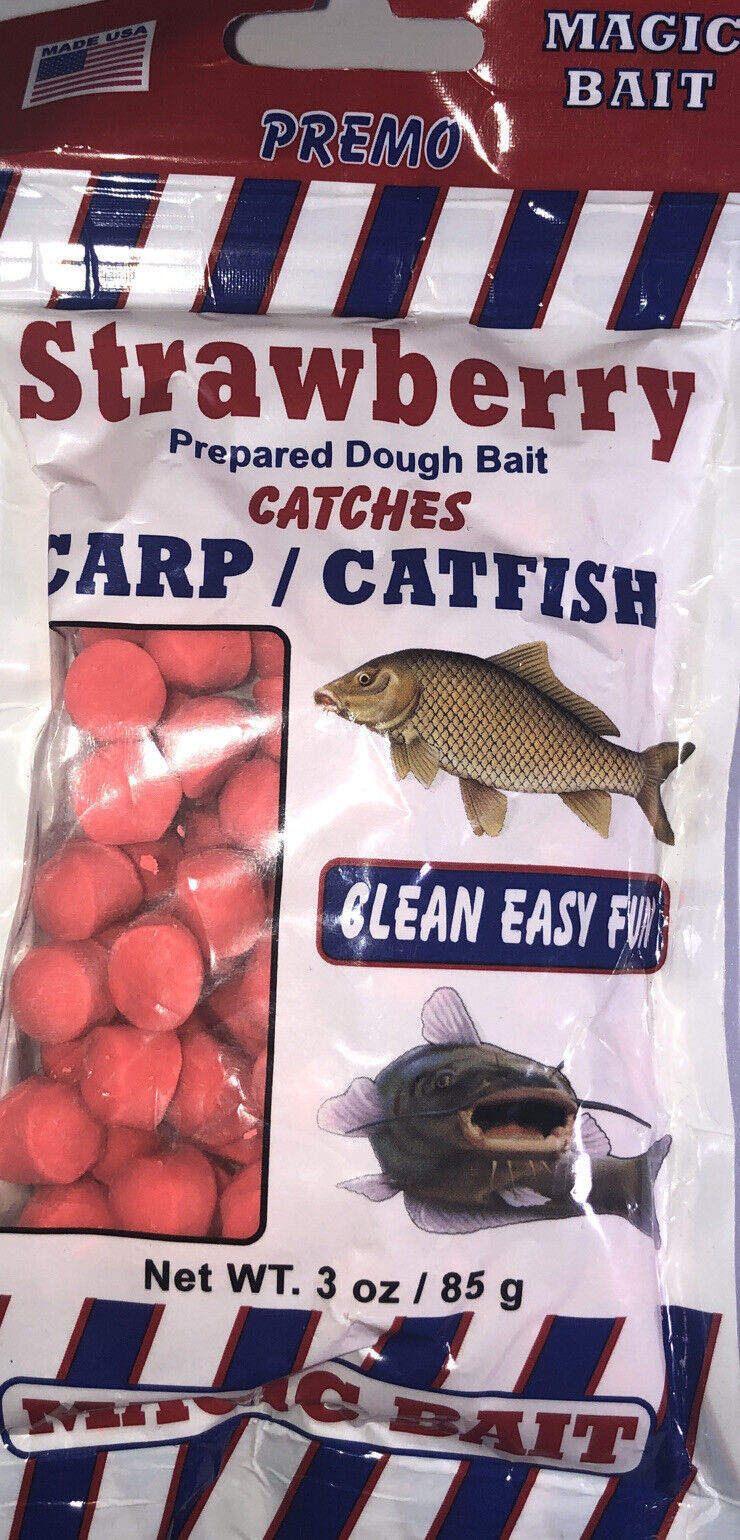 MADE USA
MAGIC
BAIT
PREMO
Strawberry
Prepared Dough Bait
CATCHES
CARP / CATFISH
CLEAN EASY FUN
Net WT. 3 oz / 85 g
MAGIC BAIT